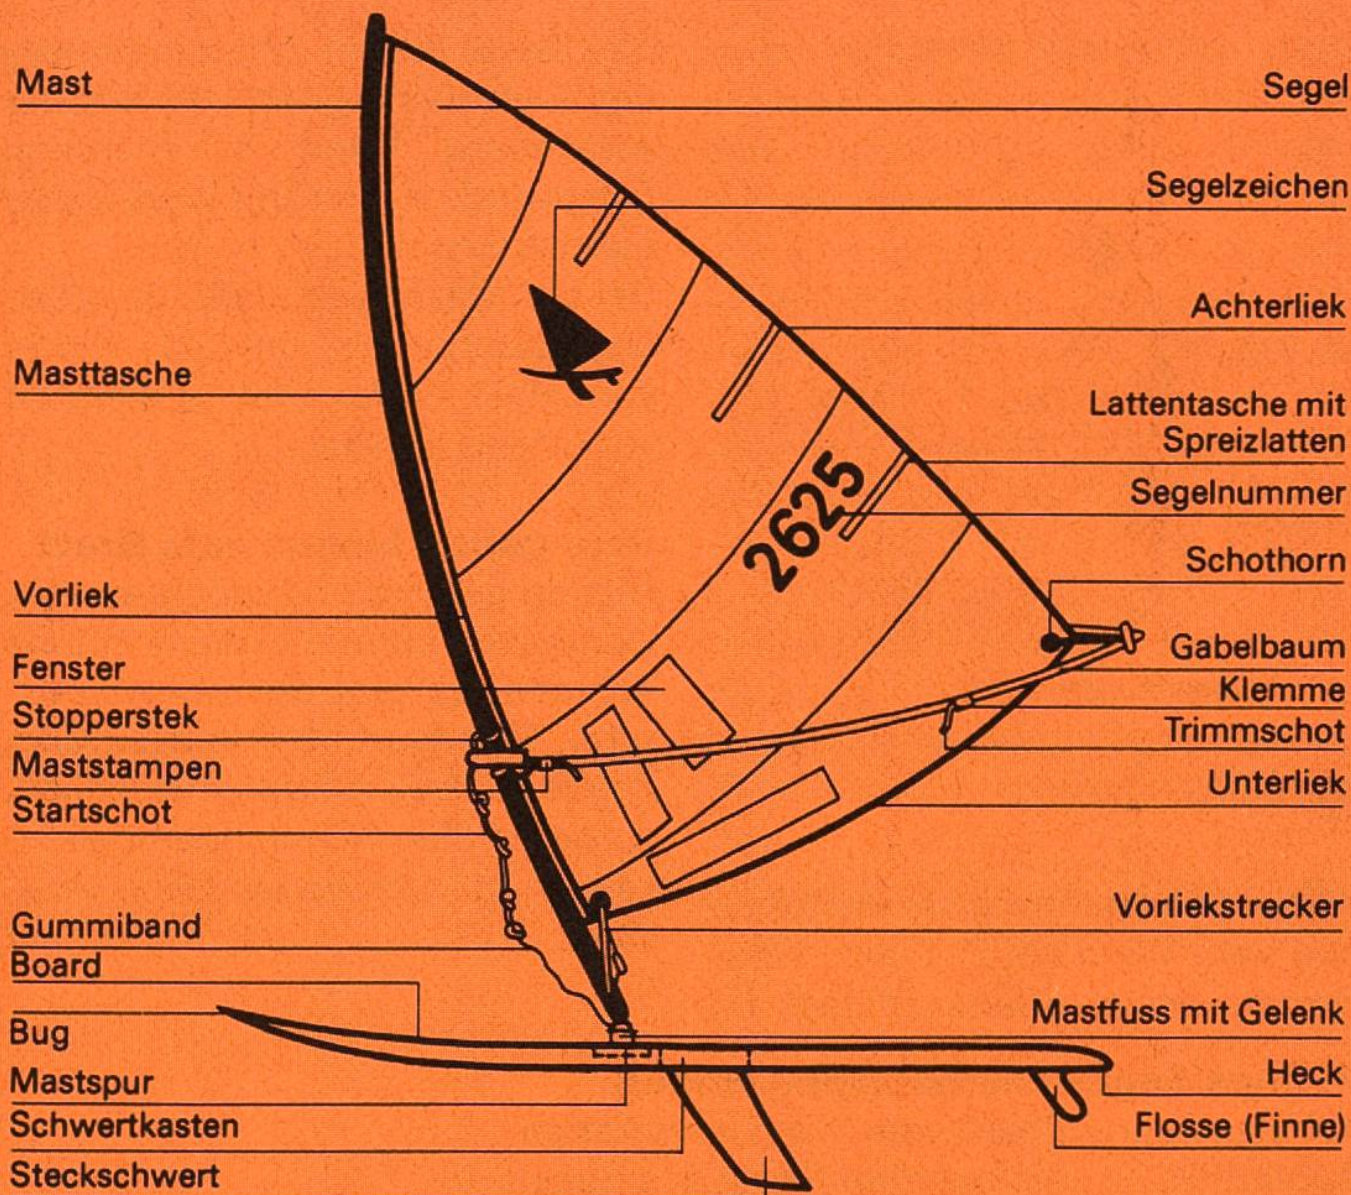 Mast
Masttasche
Vorliek
Fenster
Stopperstek
Maststampen
Startschot
Gummiband
Board
Bug
Mastspur
Schwertkasten
Steckschwert
2625
Segel
Segelzeichen
Achterliek
Lattentasche mit
Spreizlatten
Segelnummer
Schothorn
Gabelbaum
Klemme
Trimmschot
Unterliek
Vorliekstrecker
Mastfuss mit Gelenk
Heck
Flosse (Finne)